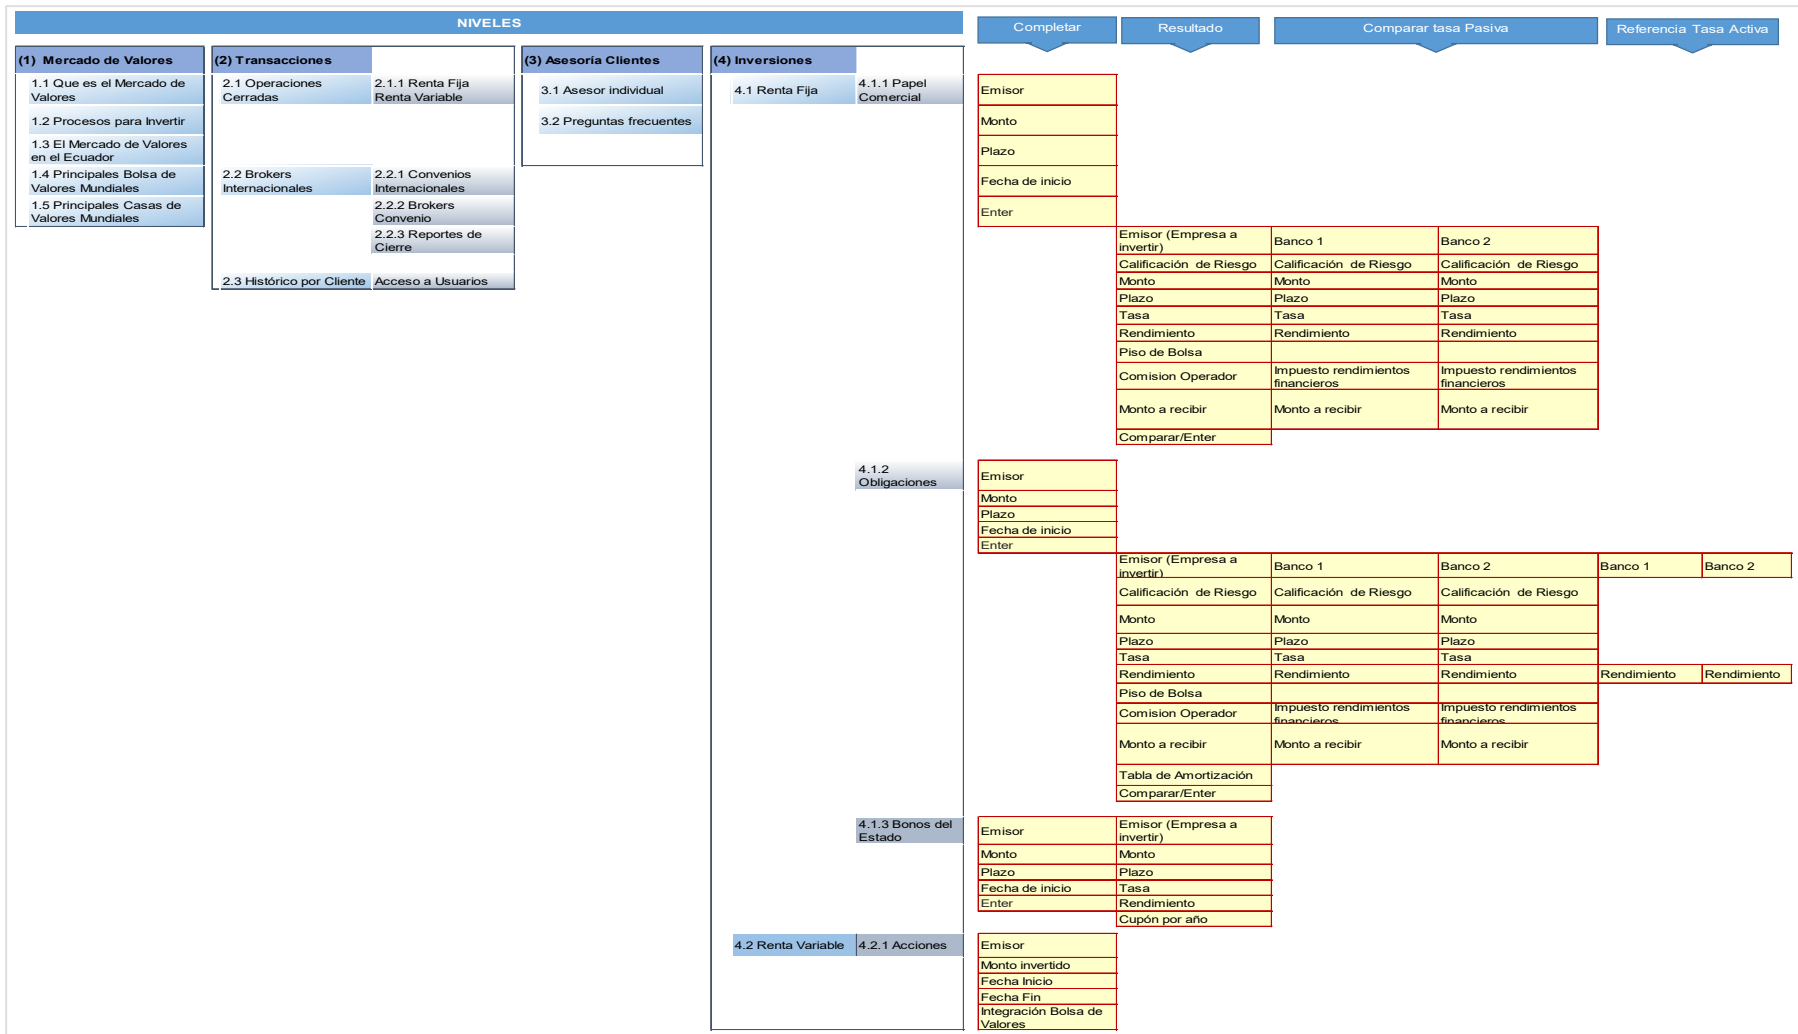 NIVELES
Completar
Resultado
Comparar tasa Pasiva
Referencia Tasa Activa
(1) Mercado de Valores
(2) Transacciones
(3) Asesoría Clientes
(4) Inversiones
1.1 Que es el Mercado de
Valores
1.2 Procesos para Invertir
1.3 El Mercado de Valores
en el Ecuador
1.4 Principales Bolsa de
Valores Mundiales
1.5 Principales Casas de
Valores Mundiales
2.1 Operaciones
Cerradas
2.1.1 Renta Fija
Renta Variable
2.2 Brokers
Internacionales
2.2.1 Convenios
Internacionales
2.2.2 Brokers
Convenio
2.2.3 Reportes de
Cierre
2.3 Histórico por Cliente
Acceso a Usuarios
3.1 Asesor individual
3.2 Preguntas frecuentes
4.1 Renta Fija
4.1.1 Papel
Comercial
Emisor
Monto
Plazo
Fecha de inicio
Enter
Emisor (Empresa a
invertir)
Banco 1
Banco 2
Calificación de Riesgo
Calificación de Riesgo
Calificación de Riesgo
Monto
Monto
Monto
Plazo
Plazo
Plazo
Tasa
Tasa
Tasa
Rendimiento
Rendimiento
Rendimiento
Piso de Bolsa
Comision Operador
Impuesto rendimientos
financieros
Impuesto rendimientos
financieros
Monto a recibir
Monto a recibir
Monto a recibir
Comparar/Enter
4.1.2
Obligaciones
Emisor
Monto
Plazo
Fecha de inicio
Enter
Emisor (Empresa a
invertir)
Banco 1
Banco 2
Banco 1
Banco 2
Calificación de Riesgo
Calificación de Riesgo
Calificación de Riesgo
Monto
Monto
Monto
Plazo
Plazo
Plazo
Tasa
Tasa
Tasa
Rendimiento
Rendimiento
Rendimiento
Rendimiento
Rendimiento
Piso de Bolsa
Comision Operador
Impuesto rendimientos
financieros
Impuesto rendimientos
financieros
Monto a recibir
Monto a recibir
Monto a recibir
Tabla de Amortización
Comparar/Enter
4.1.3 Bonos del
Estado
Emisor
Emisor (Empresa a
invertir)
Monto
Monto
Plazo
Plazo
Fecha de inicio
Tasa
Enter
Rendimiento
Cupón por año
4.2 Renta Variable
4.2.1 Acciones
Emisor
Monto invertido
Fecha Inicio
Fecha Fin
Integración Bolsa de
Valores